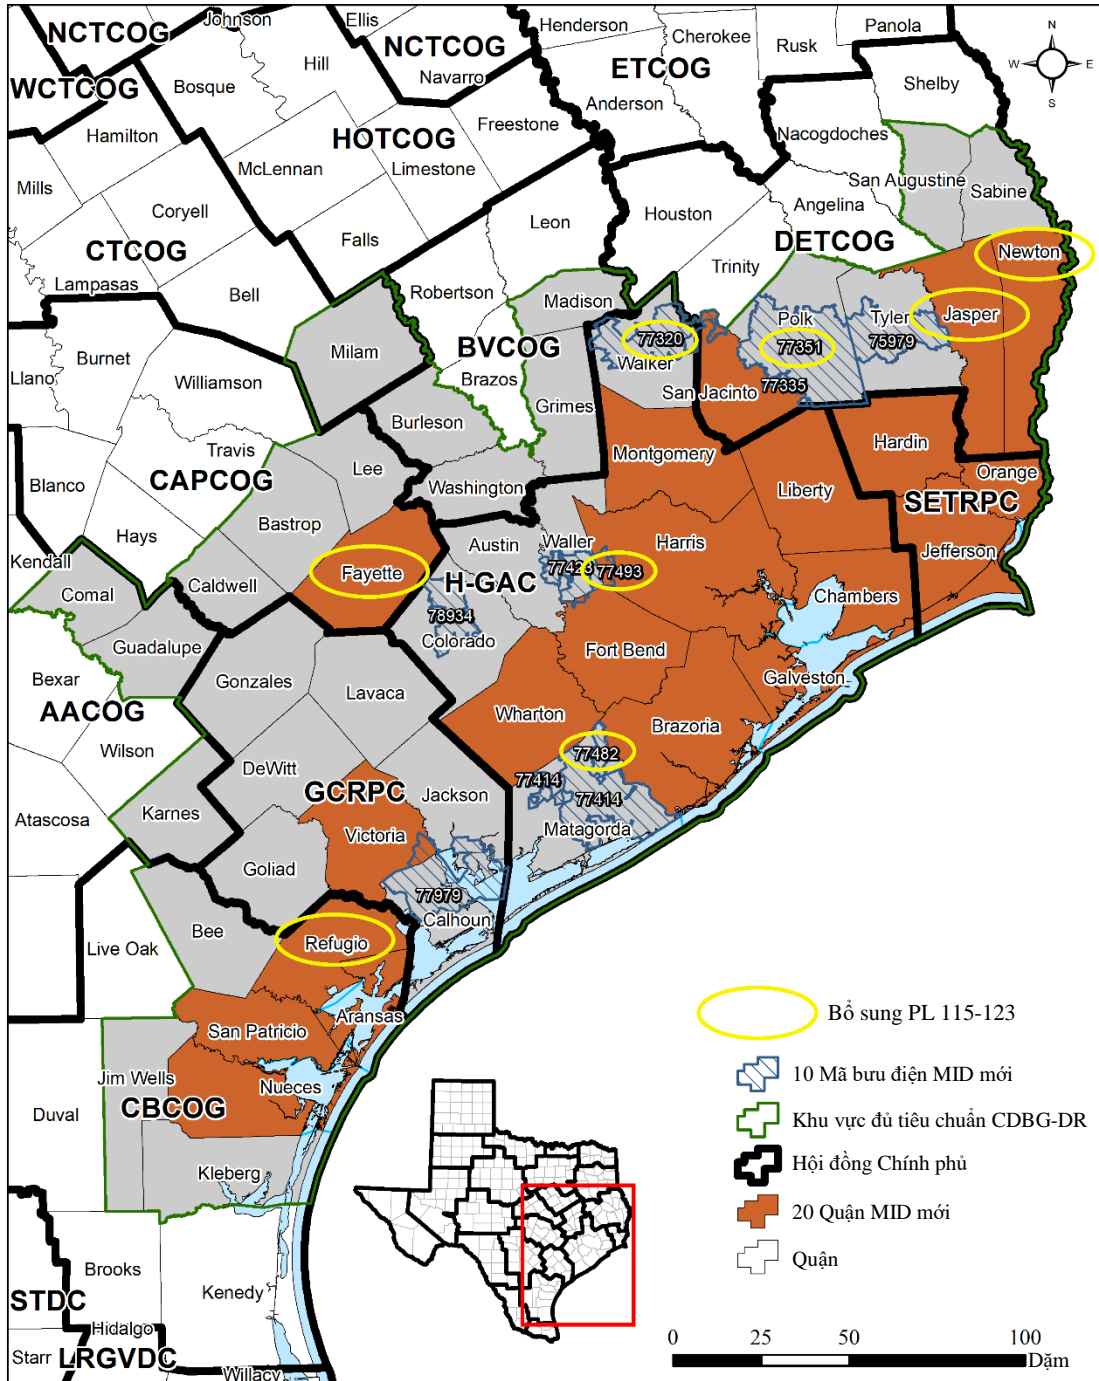 NCTCOG
Johnson
Ellis
Henderson
Cherokee
Panola
NCTCOG
Rusk
N
W
E
S
Hill
Navarro
ETCOG
WCTCOG
Bosque
Shelby
Anderson
Hamilton
HOTCOG
Freestone
Nacogdoches
McLennan
Limestone
San Augustine
Sabine
Mills
Coryell
Leon
Houston
Angelina
Falls
DETCOG
CTCOG
Newton
Trinity
Lampasas
Bell
Robertson
Madison
Polk
Tyler
Jasper
77320
77351
75979
Milam
BVCOG
Burnet
Walker
Llano
Williamson
Brazos
77335
San Jacinto
Grimes
Burleson
Hardin
Travis
Montgomery
Lee
Orange
CAPCOG
Blanco
Washington
Liberty
SETRPC
Bastrop
Hays
Austin
Waller
Harris
Jefferson
Kendall
Fayette
77423
77493
H-GAC
Caldwell
Comal
Chambers
78934
Colorado
Guadalupe
Fort Bend
Bexar
Gonzales
Galveston
Lavaca
AACOG
Wharton
Brazoria
Wilson
77482
DeWitt
77414
GCRPC
Jackson
77414
Karnes
Atascosa
Victoria
Matagorda
Goliad
77979
Calhoun
Bee
Live Oak
Refugio
Bổ sung PL 115-123
Aransas
San Patricio
10 Mã bưu điện MID mới
Jim Wells
Nueces
Duval
CBCOG
Khu vực đủ tiêu chuẩn CDBG-DR
Hội đồng Chính phủ
Kleberg
20 Quận MID mới
Quận
Brooks
Kenedy
STDC
Hidalgo
0 25 50 100
Starr
LRGVDC
Dặm
Willacy